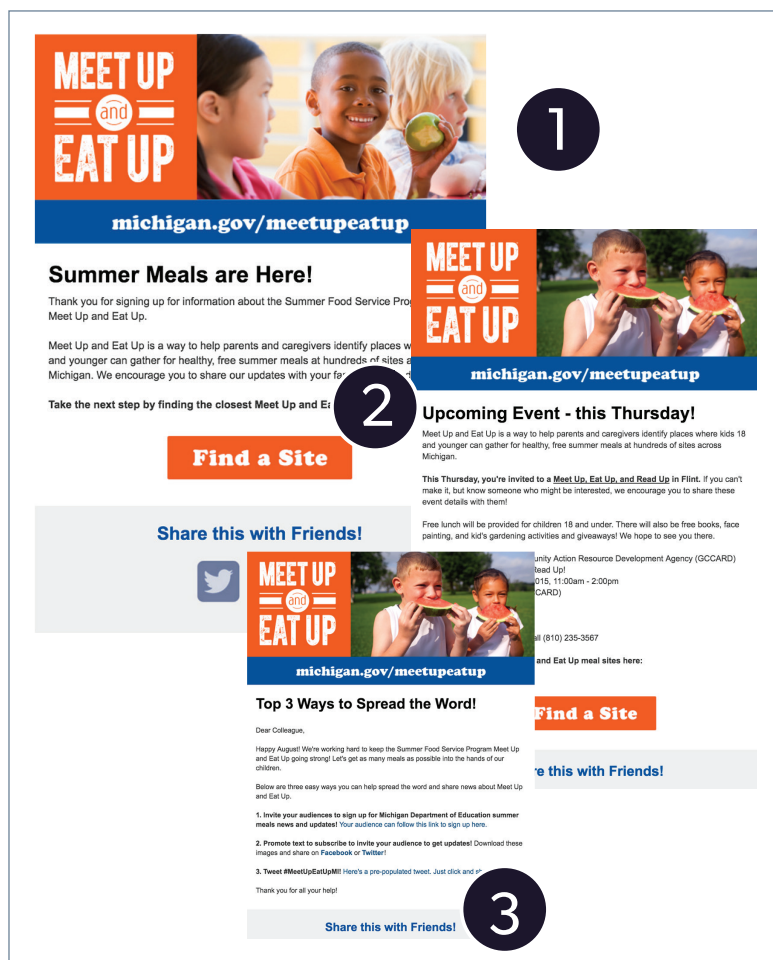 MEET UP
and
EAT UP
michigan.gov/meetupeatup
1
Summer Meals are Here!
Thank you for signing up for information about the Summer Food Service
Meet Up and Eat Up.
Meet Up and Eat Up is a way to help parents and caregivers identify places
and younger can gather for healthy, free summer meals at hundreds of sites
Michigan. We encourage you to share our updates with your
Take the next step by finding the closest Meet Up and
Find a Site
Share this with Friends!
2
MEET UP
and
EAT UP
michigan.gov/meetupeatup
Upcoming Event - this Thursday!
Meet Up and Eat Up is a way to help parents and caregivers identify places where kids 18
and younger can gather for healthy, free summer meals at hundreds of sites across
Michigan.
This Thursday, you're invited to a Meet Up, Eat Up, and Read Up in Flint. If you can't
make it, but know someone who might be interested, we encourage you to share these
event details with them!
Free lunch will be provided for children 18 and under. There will also be free books, face
painting, and kid's gardening activities and giveaways! We hope to see you there.
Action Resource Development Agency (GCCARD)
Read Up!
11:00am - 2:00pm
(810) 235-3567
and Eat Up meal sites here:
Find a Site
this with Friends!
MEET UP
and
EAT UP
michigan.gov/meetupeatup
Top 3 Ways to Spread the Word!
Dear Colleague,
Happy August! We're working hard to keep the Summer Food Service Program Meet Up
and Eat Up going strong! Let's get as many meals as possible into the hands of our
children.
Below are three easy ways you can help spread the word and share news about Meet Up
and Eat Up.
1. Invite your audiences to sign up for Michigan Department of Education summer
meals news and updates! Your audience can follow this link to sign up here.
2. Promote text to subscribe to invite your audience to get updates! Download these
images and share on Facebook or Twitter!
3. Tweet #MeetUpEatUpMI! Here's a pre-populated tweet. Just click and
Thank you for all your help!
Share this with Friends!
3